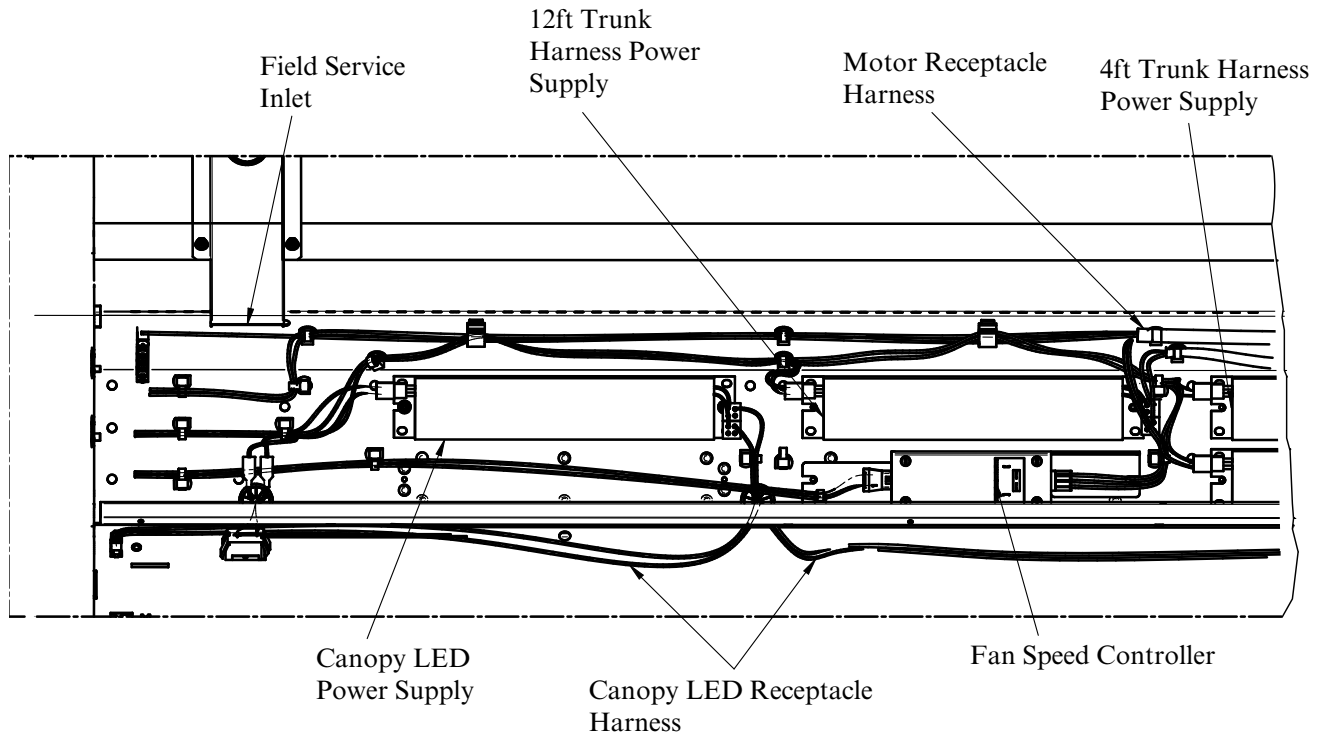 12ft Trunk
Harness Power
Supply
Field Service
Inlet
Motor Receptacle
Harness
4ft Trunk Harness
Power Supply
Canopy LED
Power Supply
Canopy LED Receptacle
Harness
Fan Speed Controller